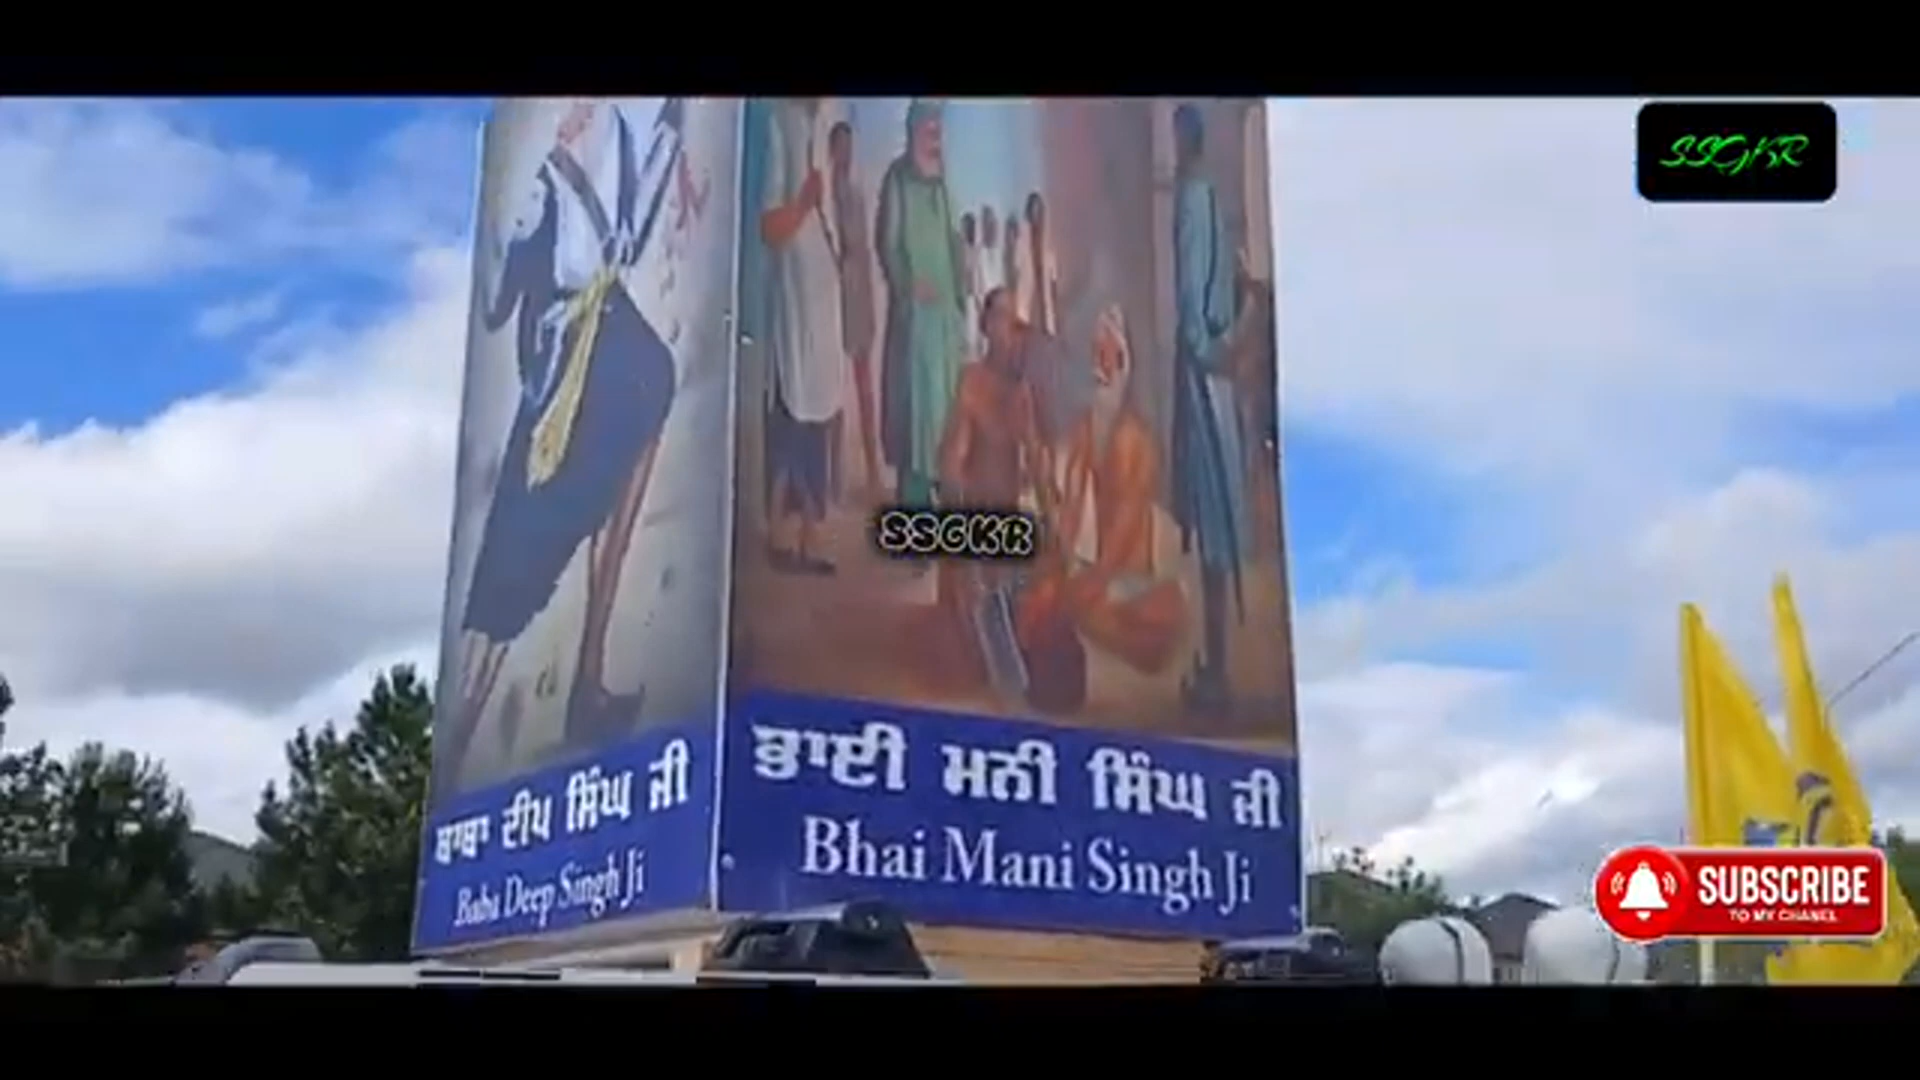 SSGKR
SSGKR
ਬਾਬਾ ਦੀਪ ਸਿੰਘ ਜੀ
Baba Deep Singh Ji
ਭਾਈ ਮਨੀ ਸਿੰਘ ਜੀ
Bhai Mani Singh Ji
SUBSCRIBE
TO MY CHANEL